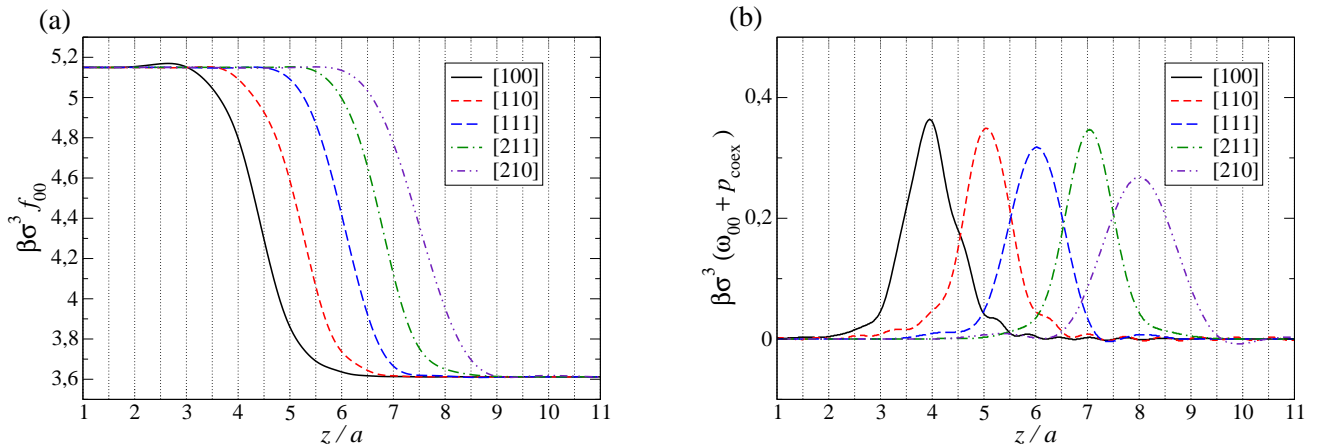 (a)
5,2
5
4,8
4,6
4,4
4,2
4
3,8
3,6
βσ³ f₀₀
[100]
[110]
[111]
[211]
[210]
1 2 3 4 5 6 7 8 9 10 11
z / a
(b)
0,4
0,2
0
βσ³ (ω₀₀ + p_coex)
[100]
[110]
[111]
[211]
[210]
1 2 3 4 5 6 7 8 9 10 11
z / a